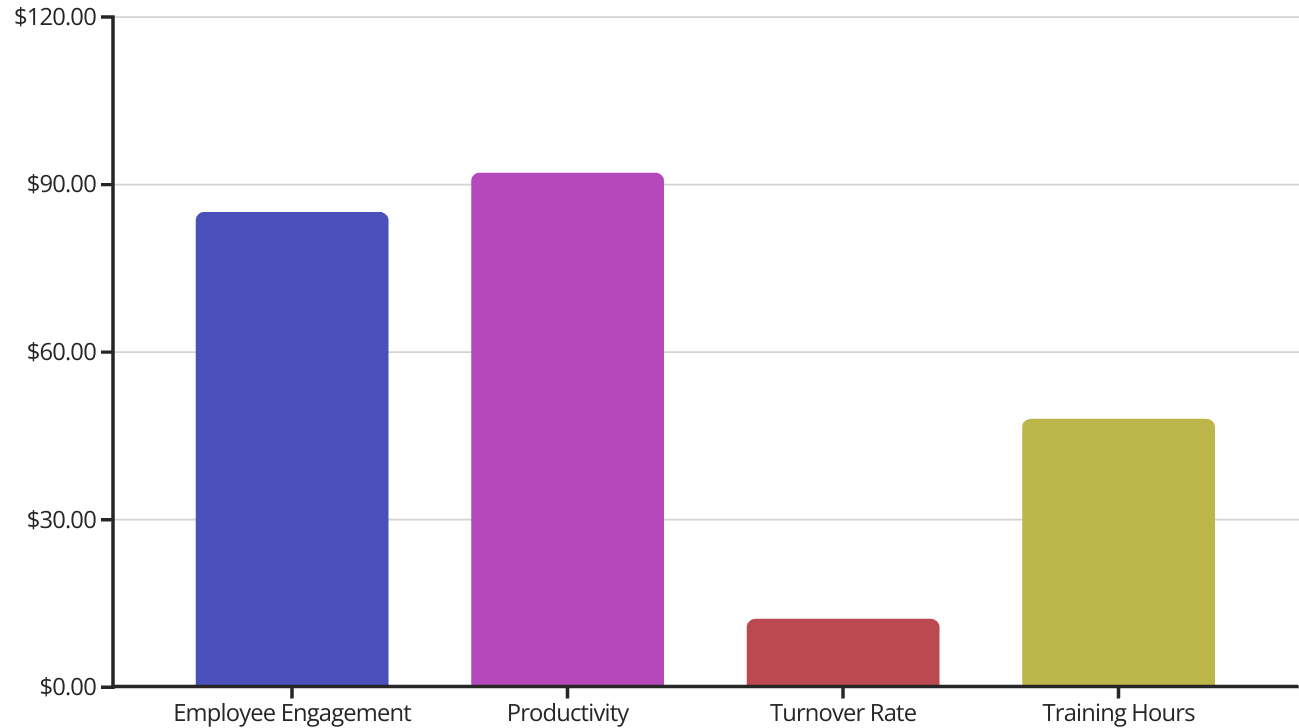 $120.00
$90.00
$60.00
$30.00
$0.00
Employee Engagement
Productivity
Turnover Rate
Training Hours